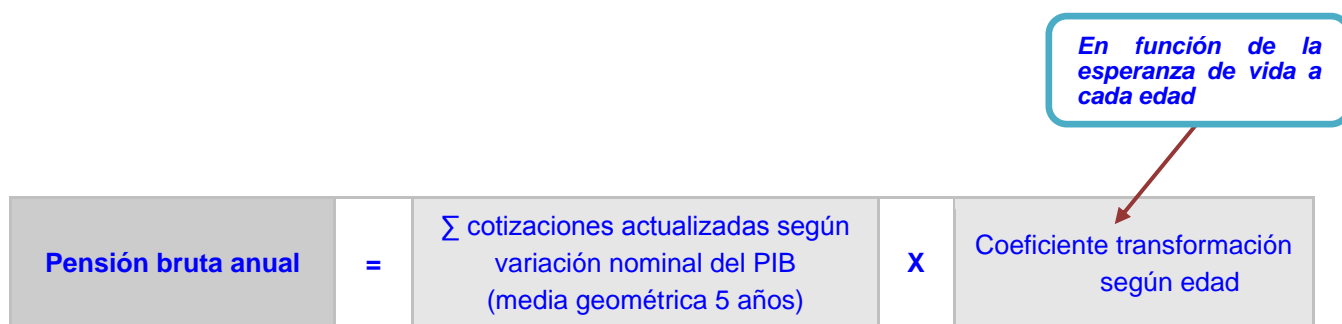 En función de la
esperanza de vida a
cada edad
Pensión bruta anual
=
∑ cotizaciones actualizadas según
variación nominal del PIB
(media geométrica 5 años)
X
Coeficiente transformación
según edad